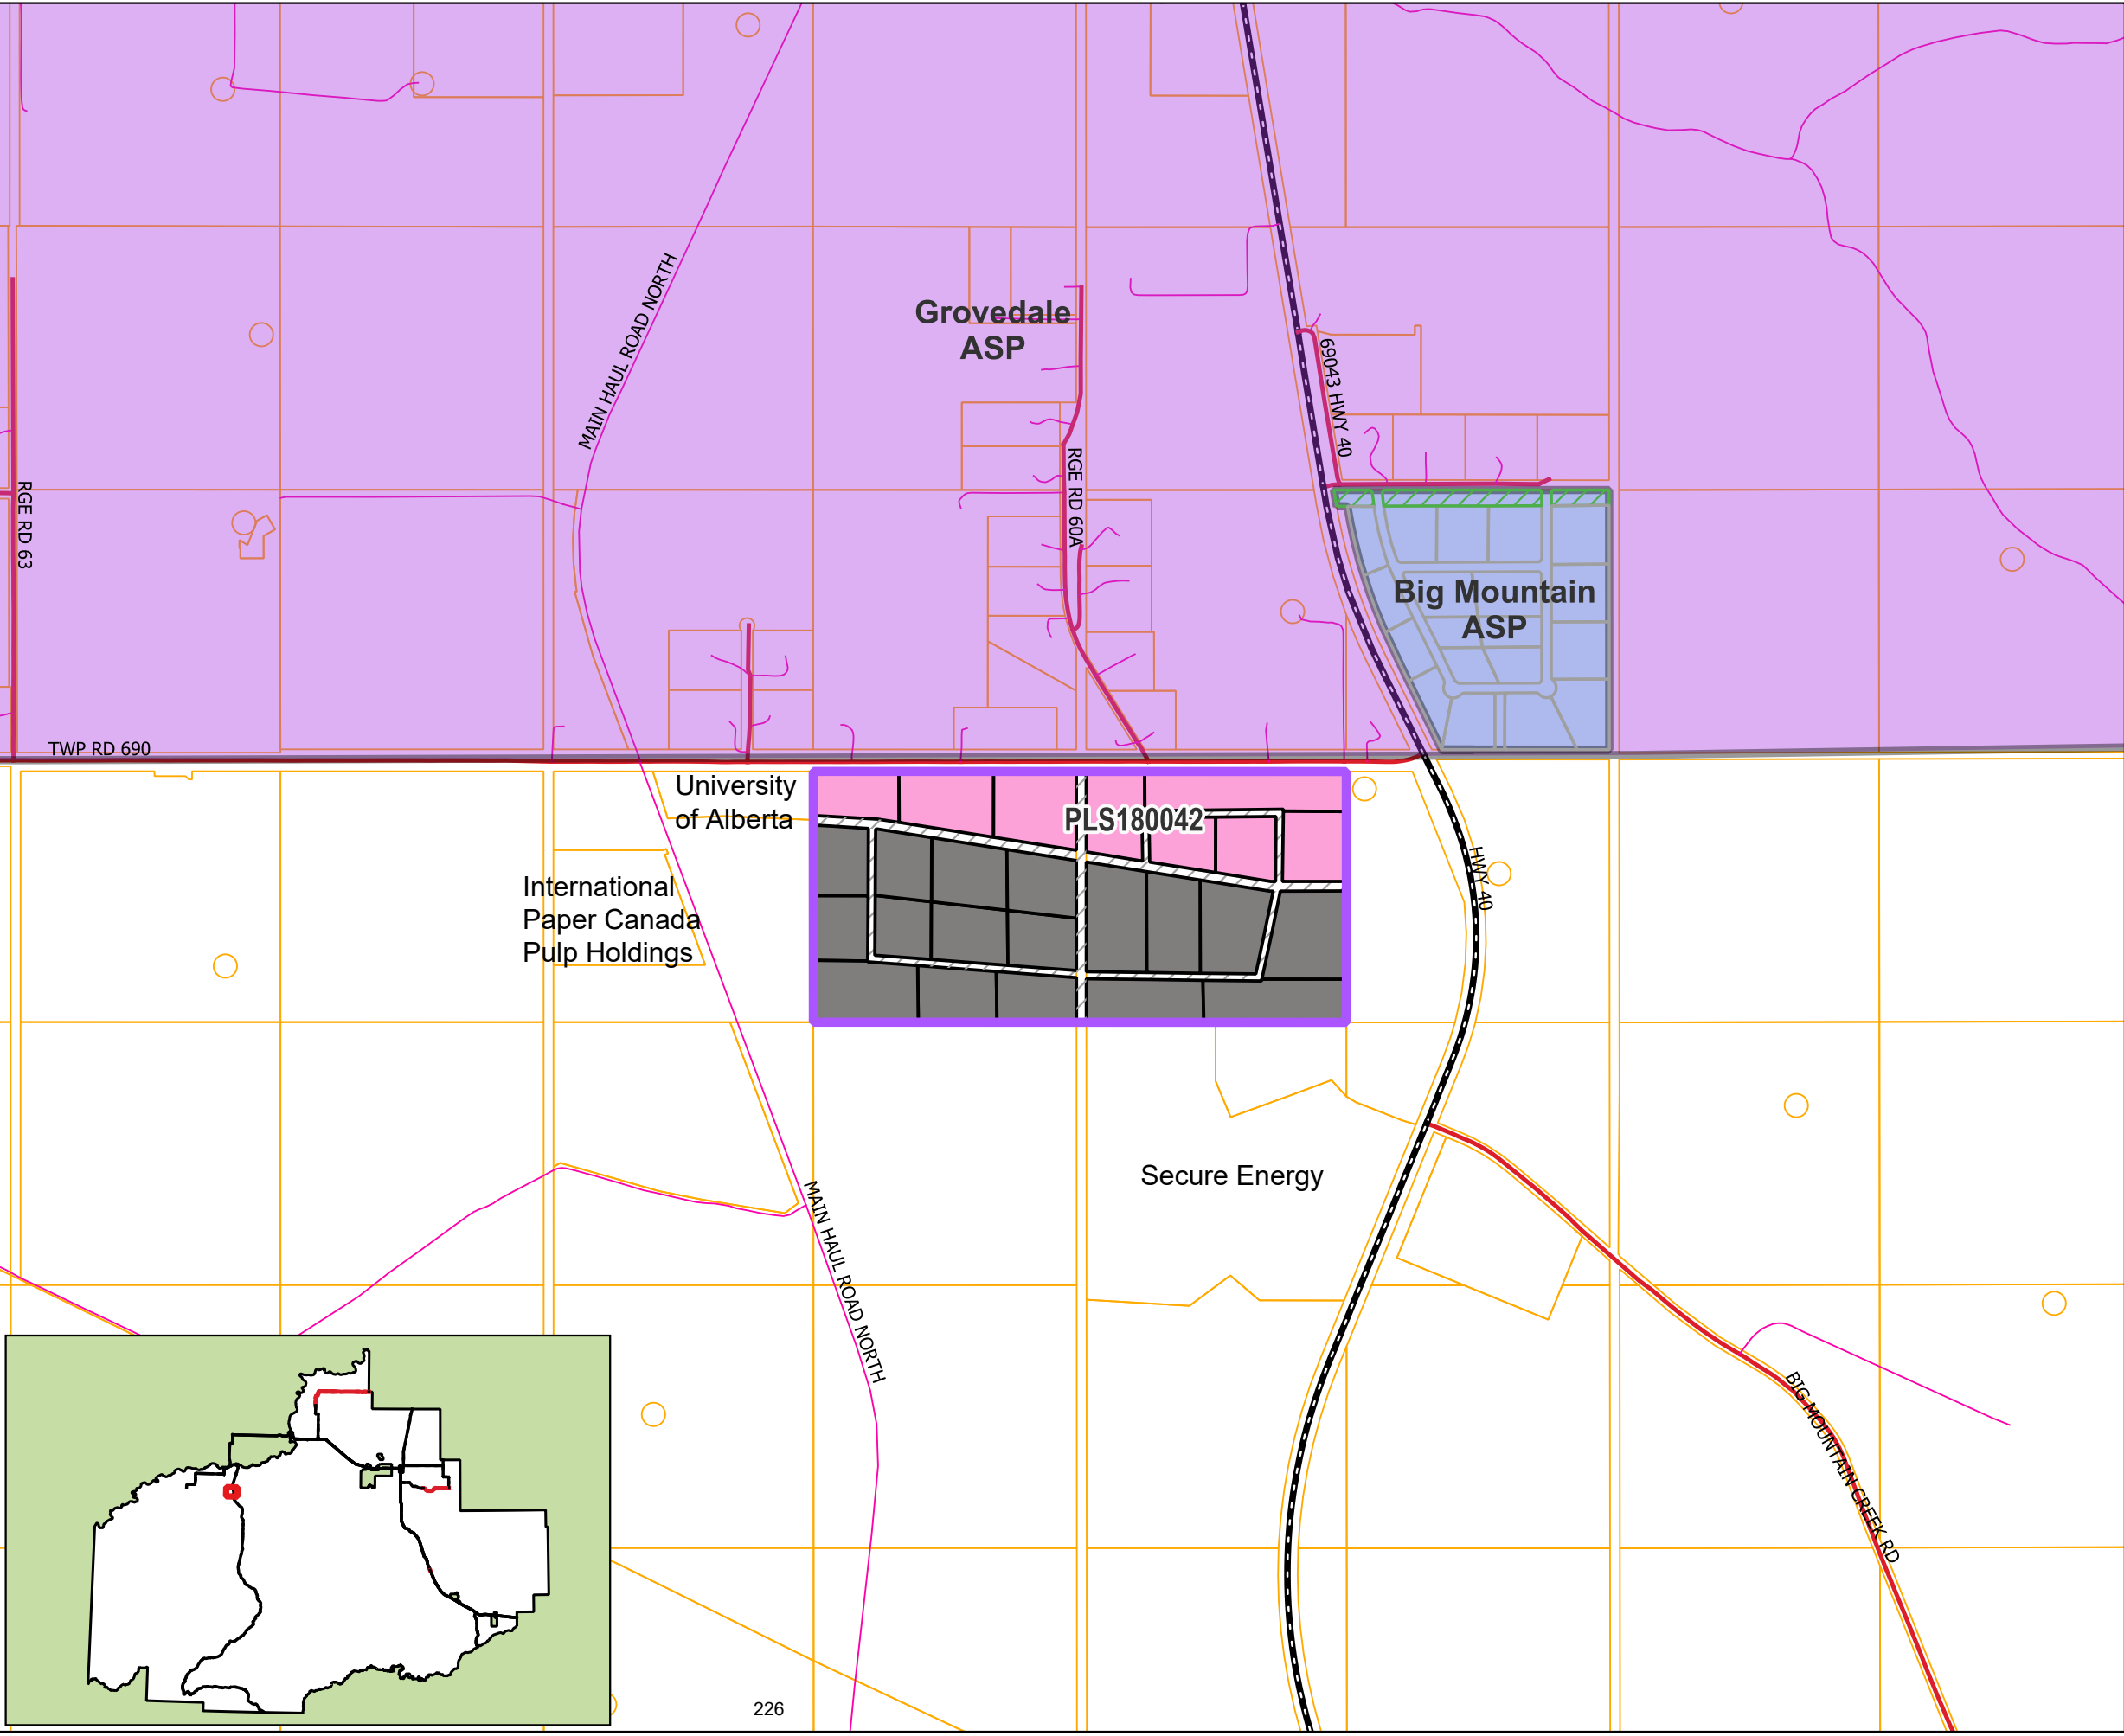 MAIN HAUL ROAD NORTH
Grovedale
ASP
69043 HWY 40
RGE RD 63
RGE RD 60A
Big Mountain
ASP
TWP RD 690
University
of Alberta
PLS180042
International
Paper Canada
Pulp Holdings
HWY 40
Secure Energy
MAIN HAUL ROAD NORTH
BIG MOUNTAIN CREEK RD
226